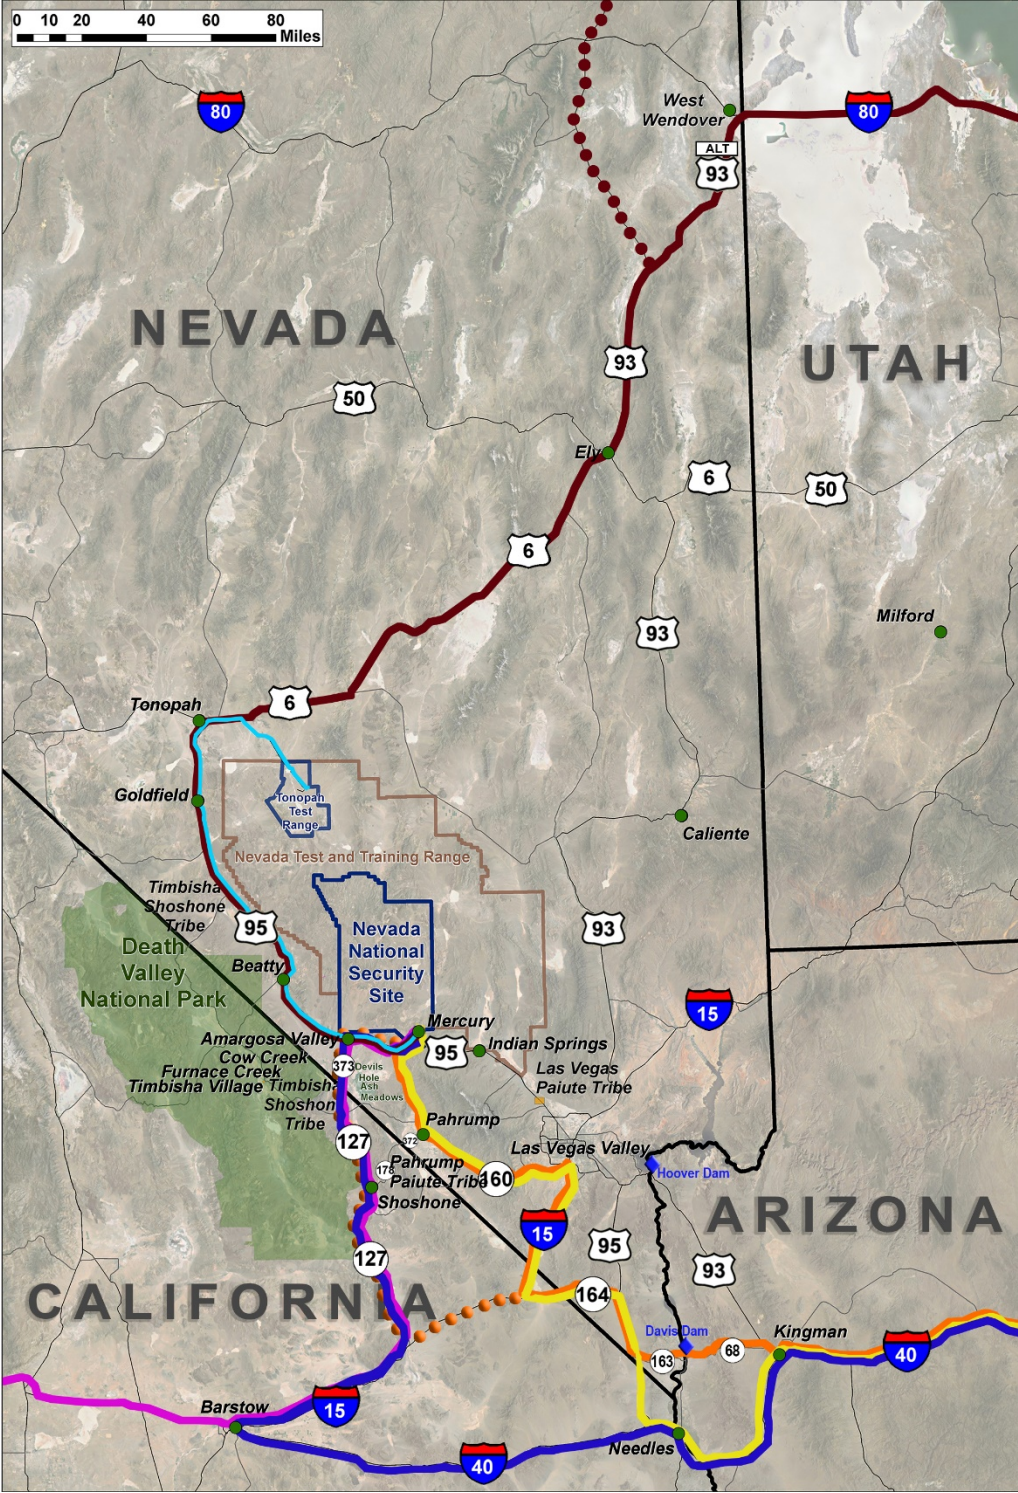 0 10 20 40 60 80
Miles
80
West
Wendover
80
ALT
93
NEVADA
93
UTAH
50
Ely
6
50
6
Milford
93
Tonopah
6
Goldfield
Tonopah
Test
Range
Caliente
Nevada Test and Training Range
Timbisha
Shoshone
Tribe
95
Nevada
National
Security
Site
93
Death
Valley
National Park
Beatty
15
Mercury
Amargosa Valley
Cow Creek
Furnace Creek
Timbisha Village
95
Indian Springs
373
Devils
Hole
Ash
Meadows
Las Vegas
Paiute Tribe
Timbisha
Shoshon
Tribe
Pahrump
127
372
Las Vegas Valley
178
Pahrump
Paiute Tribe
160
Hoover Dam
Shoshone
ARIZONA
15
95
127
93
CALIFORNIA
164
Davis Dam
Kingman
163
68
40
Barstow
15
Needles
40